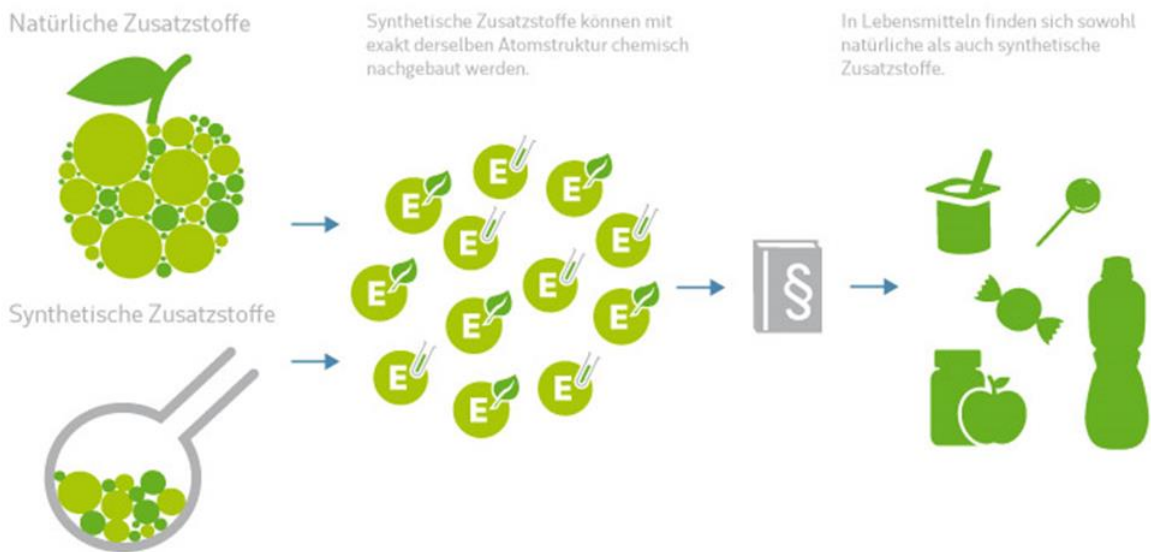 Natürliche Zusatzstoffe
Synthetische Zusatzstoffe können mit
exakt derselben Atomstruktur chemisch
nachgebaut werden.
In Lebensmitteln finden sich sowohl
natürliche als auch synthetische
Zusatzstoffe.
E
E
E
E
E
E
E
E
E
E
E
E
§
Synthetische Zusatzstoffe